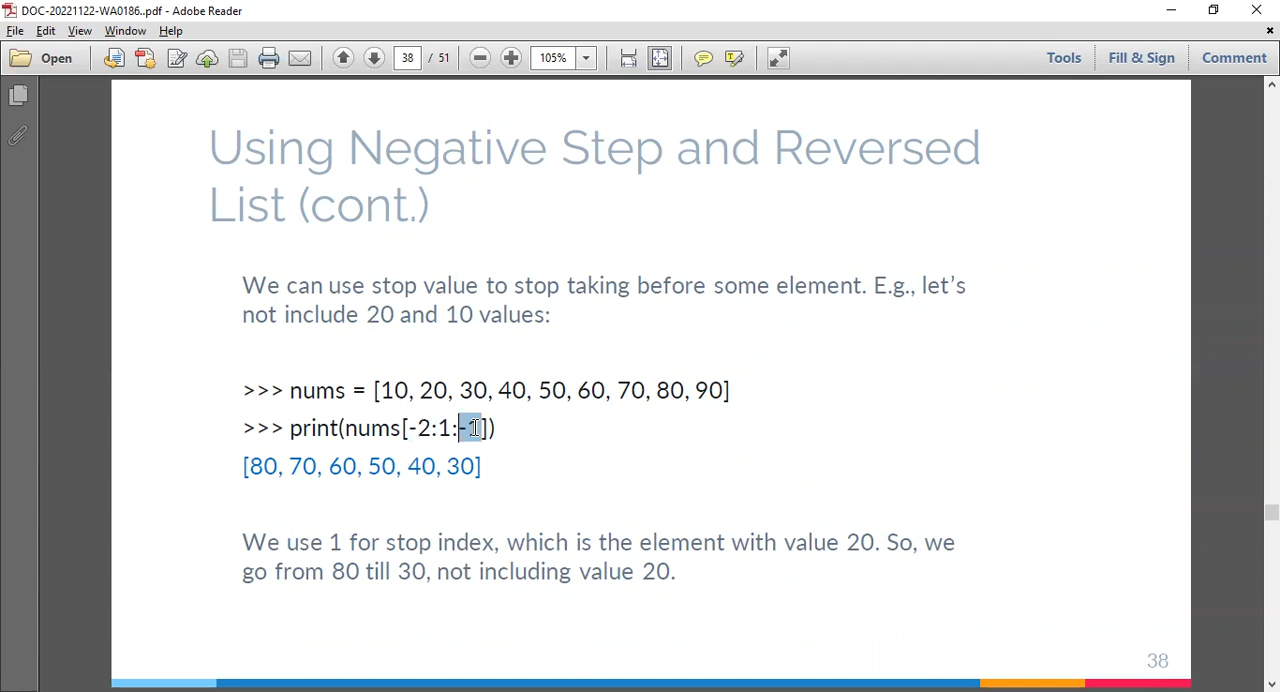 DOC-20221122-WA0186..pdf - Adobe Reader
File Edit View Window Help
Open 38 / 51 105% Tools Fill & Sign Comment
Using Negative Step and Reversed
List (cont.)
We can use stop value to stop taking before some element. E.g., let's
not include 20 and 10 values:
>>> nums = [10, 20, 30, 40, 50, 60, 70, 80, 90]
>>> print(nums[-2:1:-1])
[80, 70, 60, 50, 40, 30]
We use 1 for stop index, which is the element with value 20. So, we
go from 80 till 30, not including value 20.
38